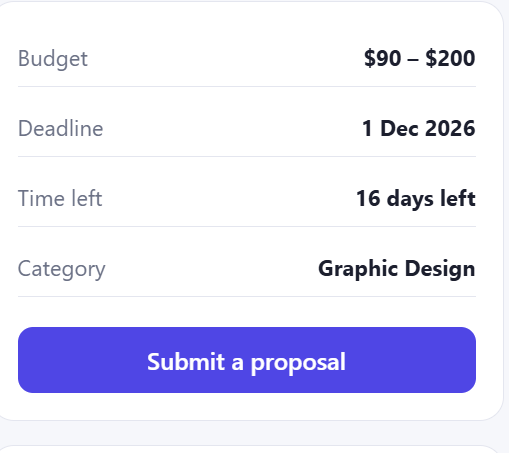 Budget $90 – $200
Deadline 1 Dec 2026
Time left 16 days left
Category Graphic Design
Submit a proposal